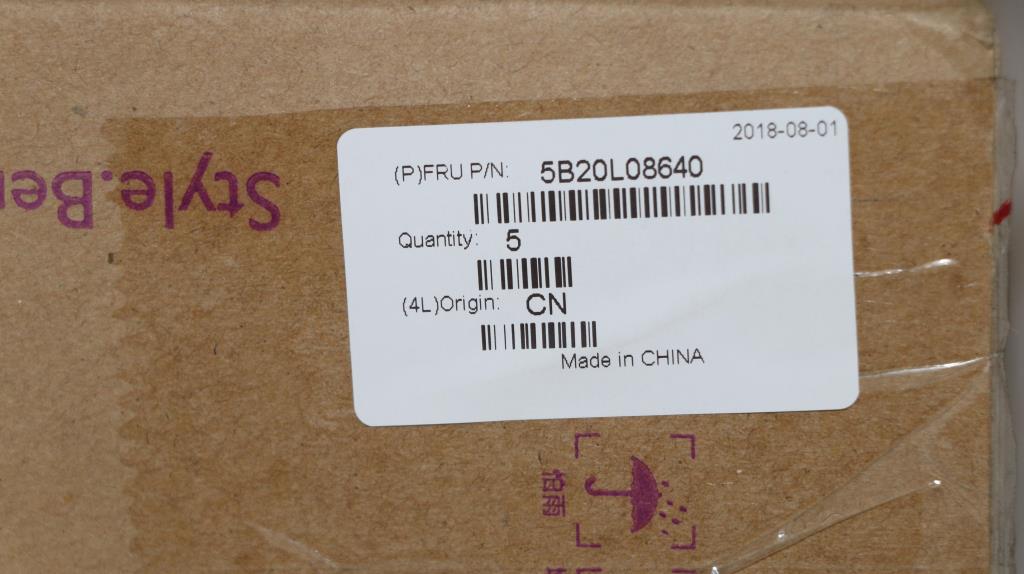 2018-08-01
(P)FRU P/N: 5B20L08640
Quantity: 5
(4L)Origin: CN
Made in CHINA
Style.Be
怕雨